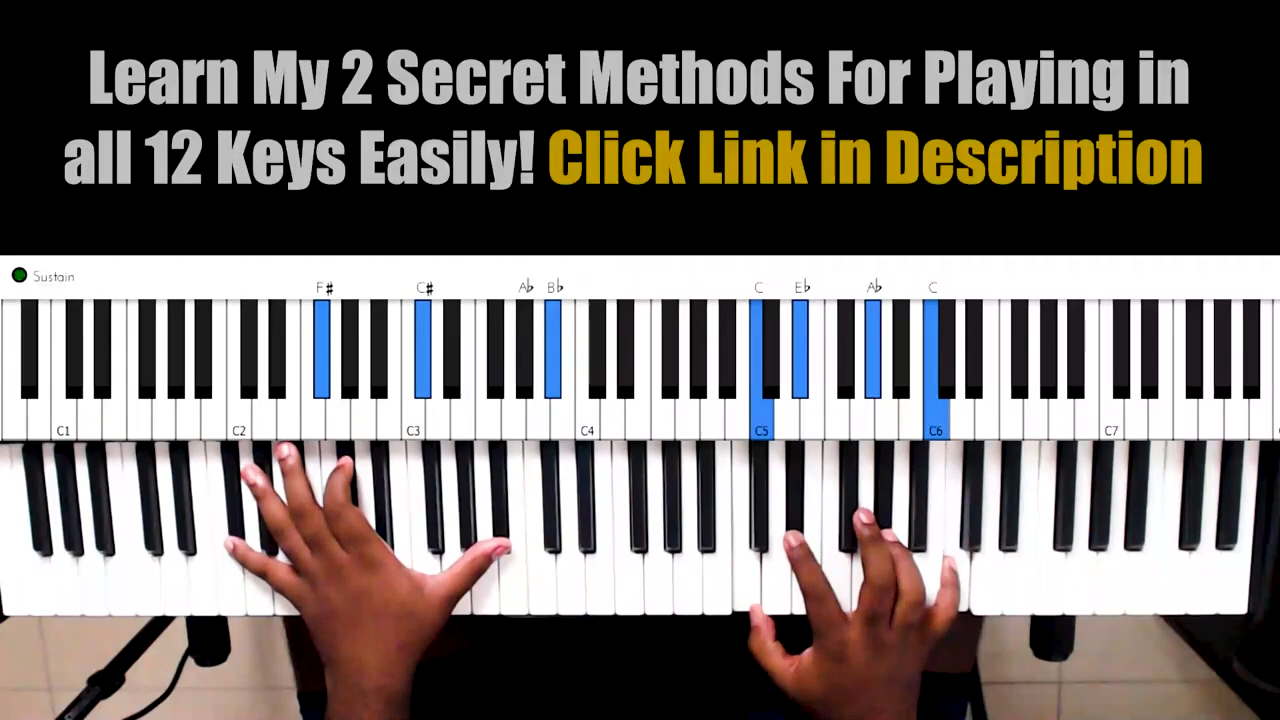 Learn My 2 Secret Methods For Playing in
all 12 Keys Easily! Click Link in Description
Sustain
F♯ C♯ A♭ B♭ C E♭ A♭ C
C1 C2 C3 C4 C5 C6 C7